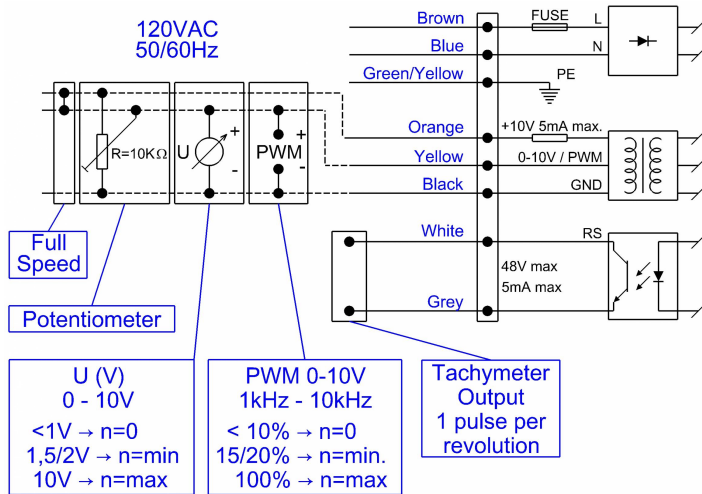 120VAC
50/60Hz
Brown
FUSE
L
Blue
N
Green/Yellow
PE
Orange
+10V 5mA max.
Yellow
0-10V / PWM
Black
GND
R=10KΩ
U
+
-
PWM
+
-
White
RS
48V max
5mA max
Grey
Full
Speed
Potentiometer
U (V)
0 - 10V
<1V → n=0
1,5/2V → n=min
10V → n=max
PWM 0-10V
1kHz - 10kHz
< 10% → n=0
15/20% → n=min.
100% → n=max
Tachymeter
Output
1 pulse per
revolution